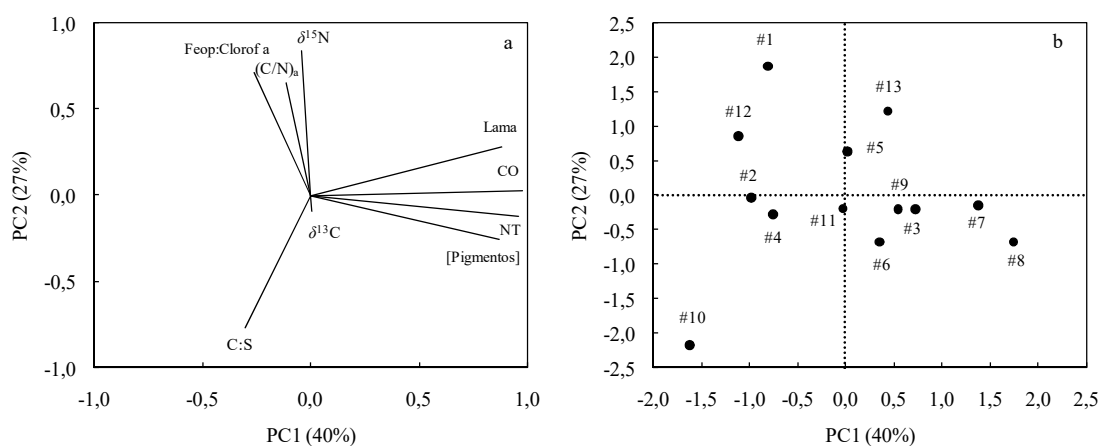 a
δ¹⁵N
Feop:Clorof a
(C/N)ₐ
Lama
CO
NT
δ¹³C
[Pigmentos]
C:S
PC2 (27%)
1,0
0,5
0,0
-0,5
-1,0
-1,0
-0,5
0,0
0,5
1,0
PC1 (40%)
b
#1
#13
#12
#5
#2
#9
#4
#11
#3
#7
#6
#8
#10
PC2 (27%)
2,5
2,0
1,5
1,0
0,5
0,0
-0,5
-1,0
-1,5
-2,0
-2,5
-2,0
-1,5
-1,0
-0,5
0,0
0,5
1,0
1,5
2,0
2,5
PC1 (40%)